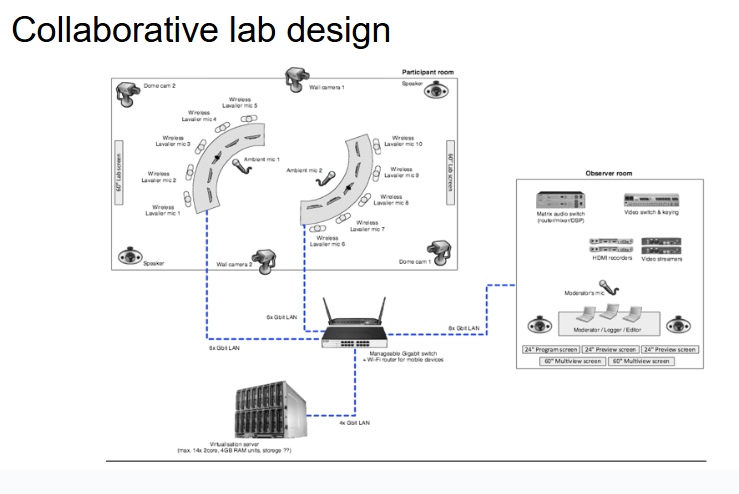 Collaborative lab design
Participant room
Dome cam 2
Wall camera 1
Speaker
Wireless
Lavalier mic 5
Wireless
Lavalier mic 4
Wireless
Lavalier mic 3
Wireless
Lavalier mic 2
Wireless
Lavalier mic 1
Ambient mic 1
Ambient mic 2
Wireless
Lavalier mic 10
Wireless
Lavalier mic 9
Wireless
Lavalier mic 8
Wireless
Lavalier mic 7
Wireless
Lavalier mic 6
60" Lab screen
60" Lab screen
Speaker
Wall camera 2
Dome cam 1
Observer room
Matrix audio switch
(router/mixer/DSP)
Video switch & keying
HDMI recorders
Video streamers
Moderator's mic
Moderator / Logger / Editor
24" Program screen
24" Preview screen
24" Preview screen
60" Multiview screen
60" Multiview screen
6x Gbit LAN
6x Gbit LAN
6x Gbit LAN
Manageable Gigabit switch
+ Wi-Fi router for mobile devices
4x Gbit LAN
Virtualisation server
(max. 14x 2core, 4GB RAM units, storage ??)